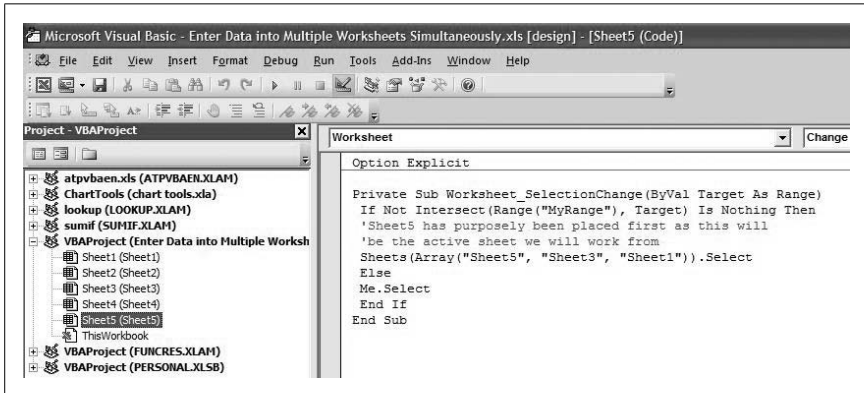 Microsoft Visual Basic - Enter Data into Multiple Worksheets Simultaneously.xls [design] - [Sheet5 (Code)]
File Edit View Insert Format Debug Run Tools Add-Ins Window Help
Project - VBAProject
atpvbaen.xls (ATPVBAEN.XLAM)
ChartTools (chart tools.xla)
lookup (LOOKUP.XLAM)
sumif (SUMIF.XLAM)
VBAProject (Enter Data into Multiple Worksh
Sheet1 (Sheet1)
Sheet2 (Sheet2)
Sheet3 (Sheet3)
Sheet4 (Sheet4)
Sheet5 (Sheet5)
ThisWorkbook
VBAProject (FUNCRES.XLAM)
VBAProject (PERSONAL.XLSB)
Worksheet Change
Option Explicit
Private Sub Worksheet_SelectionChange(ByVal Target As Range)
If Not Intersect(Range("MyRange"), Target) Is Nothing Then
'Sheet5 has purposely been placed first as this will
'be the active sheet we will work from
Sheets(Array("Sheet5", "Sheet3", "Sheet1")).Select
Else
Me.Select
End If
End Sub